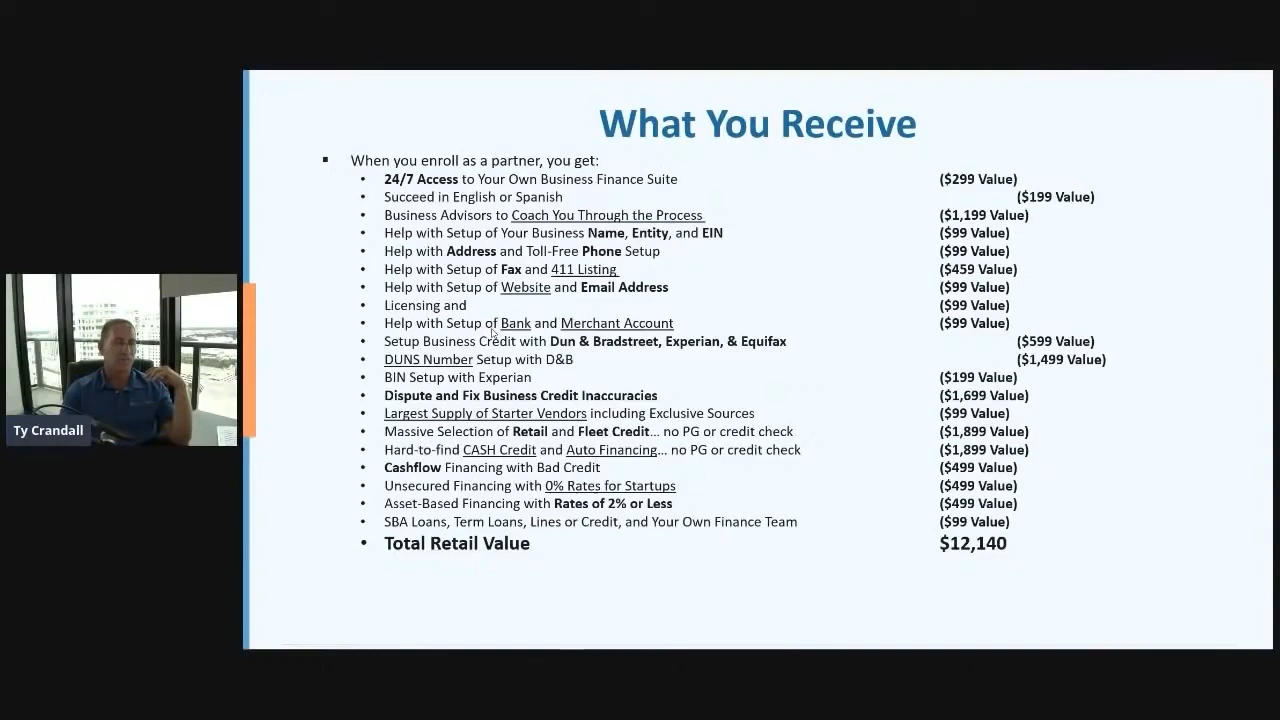 What You Receive
▪ When you enroll as a partner, you get:
• 24/7 Access to Your Own Business Finance Suite ($299 Value)
• Succeed in English or Spanish ($199 Value)
• Business Advisors to Coach You Through the Process ($1,199 Value)
• Help with Setup of Your Business Name, Entity, and EIN ($99 Value)
• Help with Address and Toll-Free Phone Setup ($99 Value)
• Help with Setup of Fax and 411 Listing ($459 Value)
• Help with Setup of Website and Email Address ($99 Value)
• Licensing and ($99 Value)
• Help with Setup of Bank and Merchant Account ($99 Value)
• Setup Business Credit with Dun & Bradstreet, Experian, & Equifax ($599 Value)
• DUNS Number Setup with D&B ($1,499 Value)
• BIN Setup with Experian ($199 Value)
• Dispute and Fix Business Credit Inaccuracies ($1,699 Value)
• Largest Supply of Starter Vendors including Exclusive Sources ($99 Value)
• Massive Selection of Retail and Fleet Credit... no PG or credit check ($1,899 Value)
• Hard-to-find CASH Credit and Auto Financing... no PG or credit check ($1,899 Value)
• Cashflow Financing with Bad Credit ($499 Value)
• Unsecured Financing with 0% Rates for Startups ($499 Value)
• Asset-Based Financing with Rates of 2% or Less ($499 Value)
• SBA Loans, Term Loans, Lines or Credit, and Your Own Finance Team ($99 Value)
• Total Retail Value $12,140
Ty Crandall